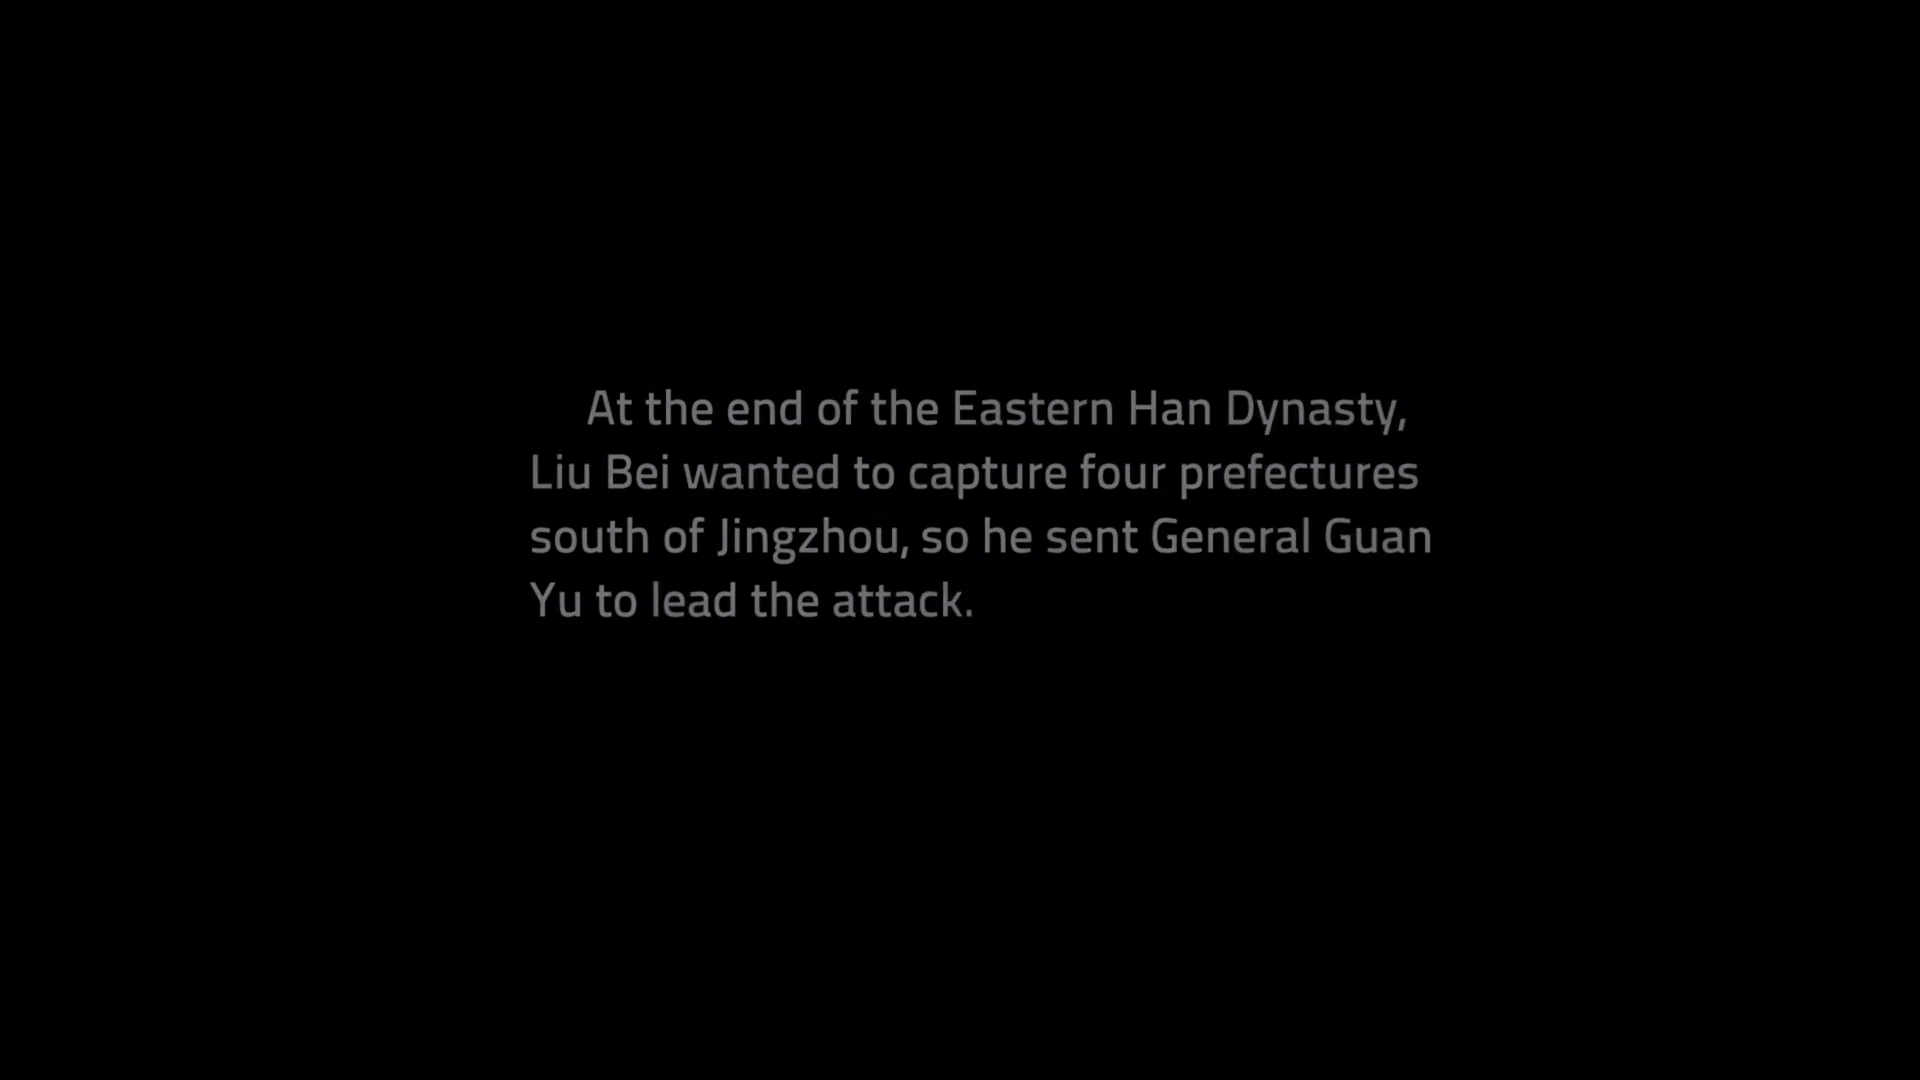 At the end of the Eastern Han Dynasty,
Liu Bei wanted to capture four prefectures
south of Jingzhou, so he sent General Guan
Yu to lead the attack.